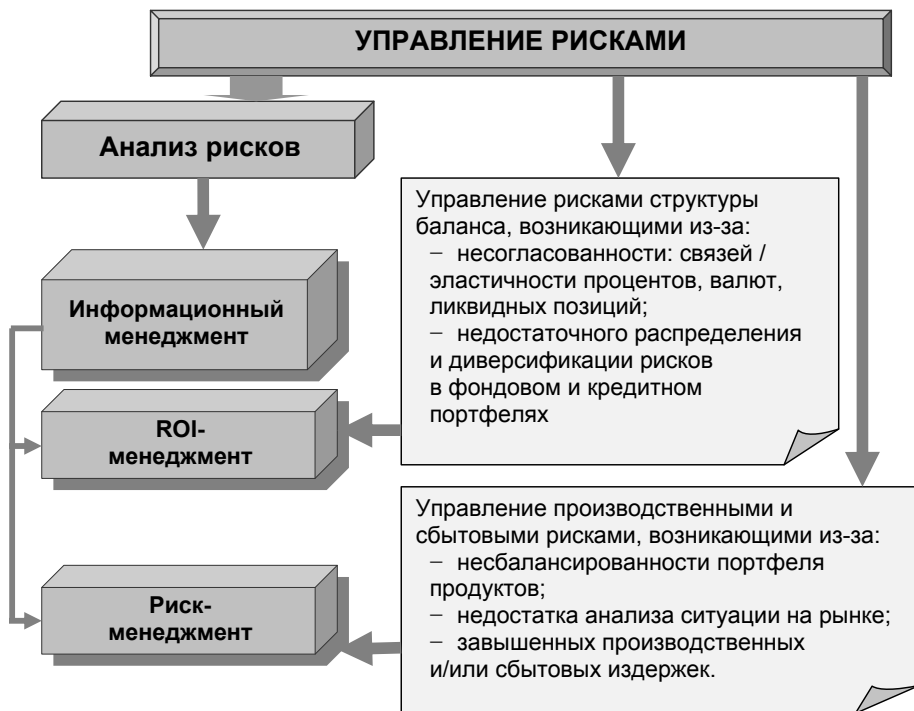 УПРАВЛЕНИЕ РИСКАМИ
Анализ рисков
Информационный
менеджмент
ROI-
менеджмент
Риск-
менеджмент
Управление рисками структуры
баланса, возникающими из-за:
– несогласованности: связей /
эластичности процентов, валют,
ликвидных позиций;
– недостаточного распределения
и диверсификации рисков
в фондовом и кредитном
портфелях
Управление производственными и
сбытовыми рисками, возникающими из-за:
– несбалансированности портфеля
продуктов;
– недостатка анализа ситуации на рынке;
– завышенных производственных
и/или сбытовых издержек.